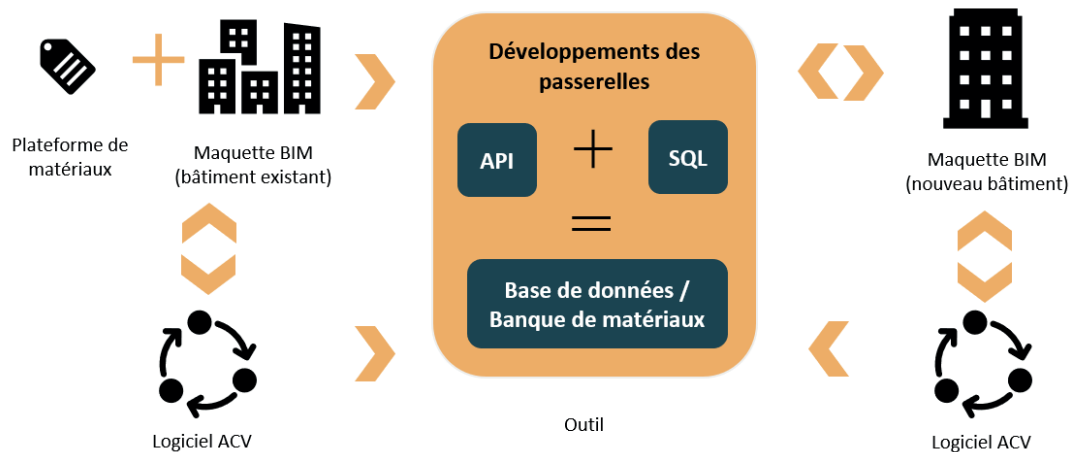 Développements des
passerelles
API
SQL
Base de données /
Banque de matériaux
Outil
Plateforme de
matériaux
Maquette BIM
(bâtiment existant)
Logiciel ACV
Maquette BIM
(nouveau bâtiment)
Logiciel ACV